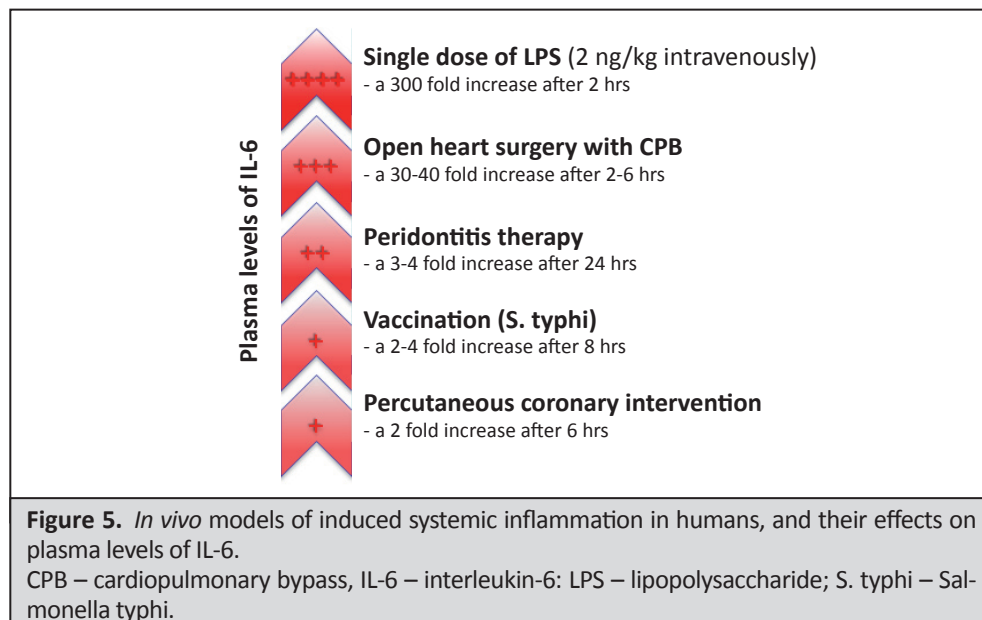 Plasma levels of IL-6
++++
Single dose of LPS (2 ng/kg intravenously)
- a 300 fold increase after 2 hrs
+++
Open heart surgery with CPB
- a 30-40 fold increase after 2-6 hrs
++
Peridontitis therapy
- a 3-4 fold increase after 24 hrs
+
Vaccination (S. typhi)
- a 2-4 fold increase after 8 hrs
+
Percutaneous coronary intervention
- a 2 fold increase after 6 hrs
Figure 5. In vivo models of induced systemic inflammation in humans, and their effects on
plasma levels of IL-6.
CPB – cardiopulmonary bypass, IL-6 – interleukin-6: LPS – lipopolysaccharide; S. typhi – Sal-
monella typhi.